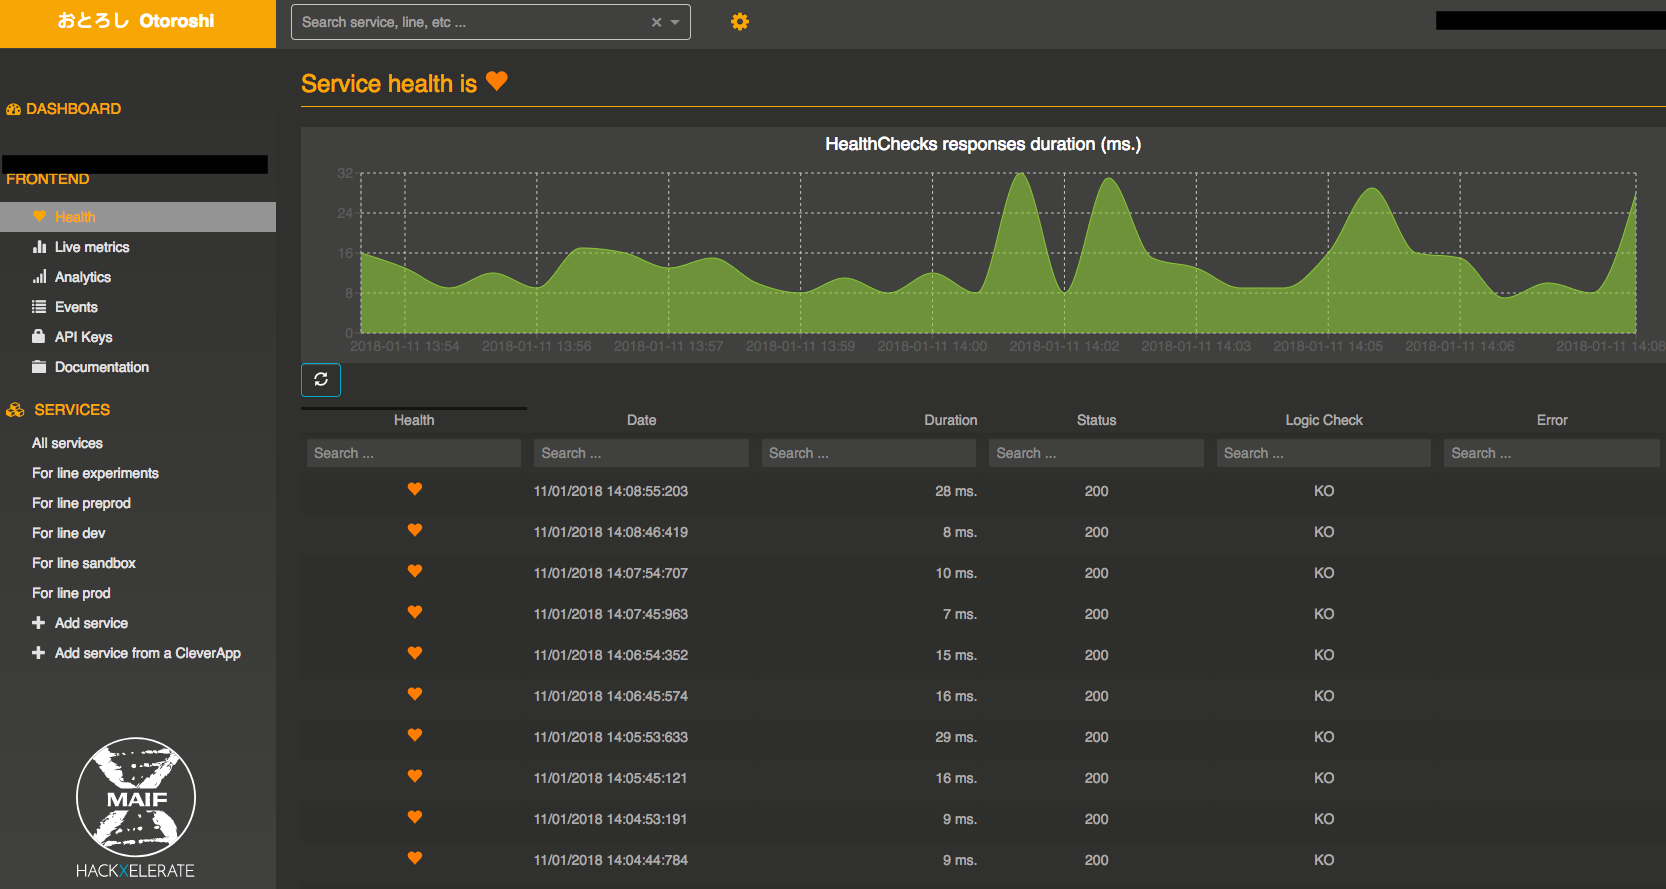 おとろし Otoroshi
Search service, line, etc ...
DASHBOARD
FRONTEND
Health
Live metrics
Analytics
Events
API Keys
Documentation
SERVICES
All services
For line experiments
For line preprod
For line dev
For line sandbox
For line prod
Add service
Add service from a CleverApp
MAIF
HACKXELERATE
Service health is
HealthChecks responses duration (ms.)
32
24
16
8
0
2018-01-11 13:54 2018-01-11 13:56 2018-01-11 13:57 2018-01-11 13:59 2018-01-11 14:00 2018-01-11 14:02 2018-01-11 14:03 2018-01-11 14:05 2018-01-11 14:06 2018-01-11 14:08
Health Date Duration Status Logic Check Error
Search ... Search ... Search ... Search ... Search ... Search ...
11/01/2018 14:08:55:203 28 ms. 200 KO
11/01/2018 14:08:46:419 8 ms. 200 KO
11/01/2018 14:07:54:707 10 ms. 200 KO
11/01/2018 14:07:45:963 7 ms. 200 KO
11/01/2018 14:06:54:352 15 ms. 200 KO
11/01/2018 14:06:45:574 16 ms. 200 KO
11/01/2018 14:05:53:633 29 ms. 200 KO
11/01/2018 14:05:45:121 16 ms. 200 KO
11/01/2018 14:04:53:191 9 ms. 200 KO
11/01/2018 14:04:44:784 9 ms. 200 KO